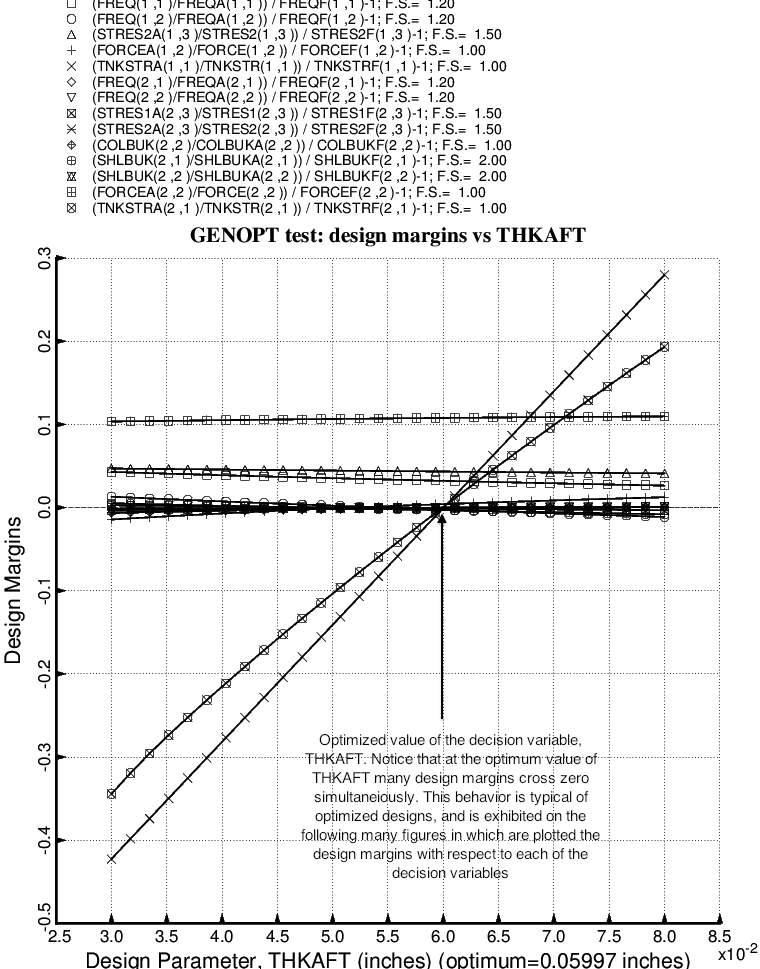 (FREQ(1 ,1 )/FREQA(1 ,1 )) / FREQF(1 ,1 )-1; F.S.= 1.20
(FREQ(1 ,2 )/FREQA(1 ,2 )) / FREQF(1 ,2 )-1; F.S.= 1.20
(STRES2A(1 ,3 )/STRES2(1 ,3 )) / STRES2F(1 ,3 )-1; F.S.= 1.50
(FORCEA(1 ,2 )/FORCE(1 ,2 )) / FORCEF(1 ,2 )-1; F.S.= 1.00
(TNKSTRA(1 ,1 )/TNKSTR(1 ,1 )) / TNKSTRF(1 ,1 )-1; F.S.= 1.00
(FREQ(2 ,1 )/FREQA(2 ,1 )) / FREQF(2 ,1 )-1; F.S.= 1.20
(FREQ(2 ,2 )/FREQA(2 ,2 )) / FREQF(2 ,2 )-1; F.S.= 1.20
(STRES1A(2 ,3 )/STRES1(2 ,3 )) / STRES1F(2 ,3 )-1; F.S.= 1.50
(STRES2A(2 ,3 )/STRES2(2 ,3 )) / STRES2F(2 ,3 )-1; F.S.= 1.50
(COLBUK(2 ,2 )/COLBUKA(2 ,2 )) / COLBUKF(2 ,2 )-1; F.S.= 1.00
(SHLBUK(2 ,1 )/SHLBUKA(2 ,1 )) / SHLBUKF(2 ,1 )-1; F.S.= 2.00
(SHLBUK(2 ,2 )/SHLBUKA(2 ,2 )) / SHLBUKF(2 ,2 )-1; F.S.= 2.00
(FORCEA(2 ,2 )/FORCE(2 ,2 )) / FORCEF(2 ,2 )-1; F.S.= 1.00
(TNKSTRA(2 ,1 )/TNKSTR(2 ,1 )) / TNKSTRF(2 ,1 )-1; F.S.= 1.00
GENOPT test: design margins vs THKAFT
0.3
0.2
0.1
0.0
-0.1
-0.2
-0.3
-0.4
-0.5
Design Margins
Optimized value of the decision variable,
THKAFT. Notice that at the optimum value of
THKAFT many design margins cross zero
simultaneiously. This behavior is typical of
optimized designs, and is exhibited on the
following many figures in which are plotted the
design margins with respect to each of the
decision variables
2.5 3.0 3.5 4.0 4.5 5.0 5.5 6.0 6.5 7.0 7.5 8.0 8.5
x10-2
Design Parameter, THKAFT (inches) (optimum=0.05997 inches)